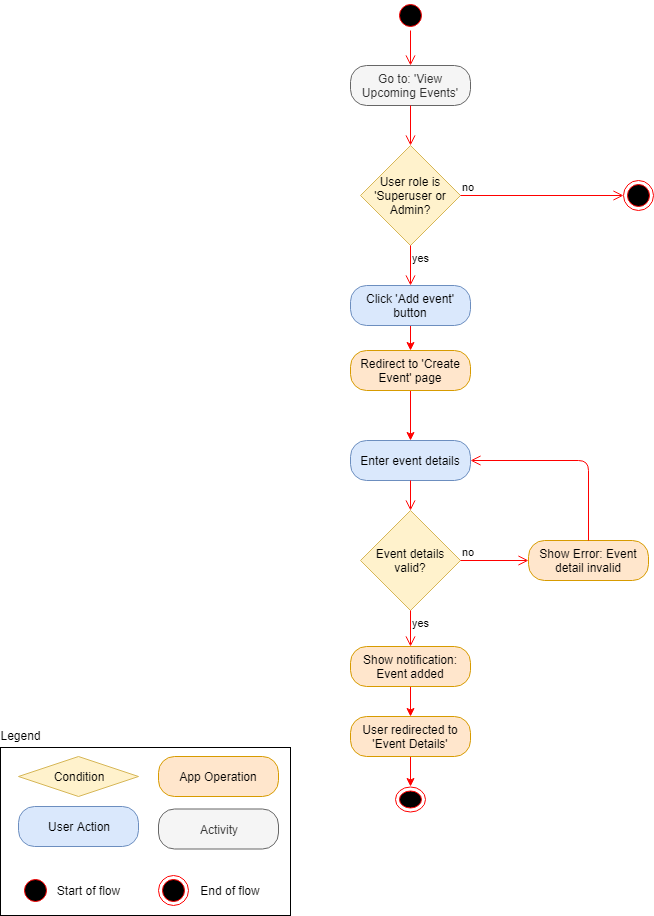 Go to: 'View
Upcoming Events'
User role is
'Superuser or
Admin?
no
yes
Click 'Add event'
button
Redirect to 'Create
Event' page
Enter event details
Event details
valid?
no
Show Error: Event
detail invalid
yes
Show notification:
Event added
User redirected to
'Event Details'
Legend
Condition
App Operation
User Action
Activity
Start of flow
End of flow